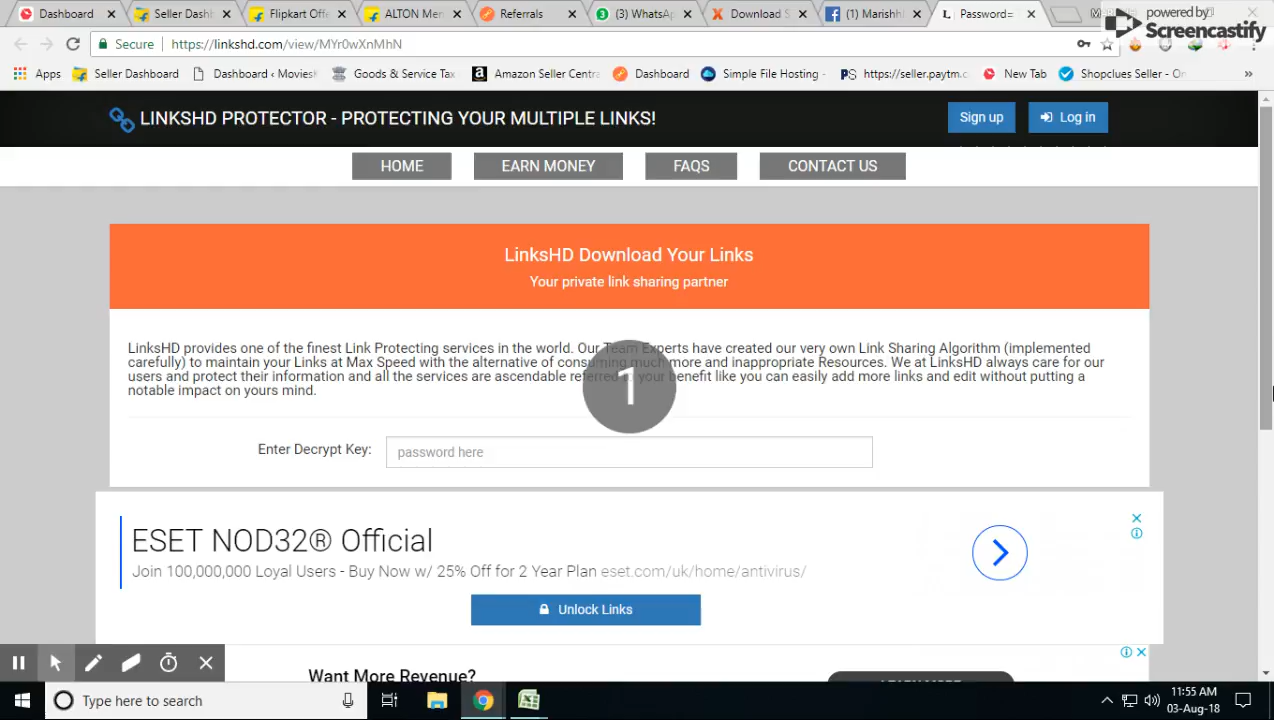 Dashboard
Seller Dashb
Flipkart Offe
ALTON Men
Referrals
(3) WhatsAp
Download S
(1) Marishhl
Password=
powered by
Screencastify
Secure
https://linkshd.com/view/MYr0wXnMhN
Apps
Seller Dashboard
Dashboard ‹ Movies
Goods & Service Tax
Amazon Seller Centra
Dashboard
Simple File Hosting -
https://seller.paytm.c
New Tab
Shopclues Seller - On
»
LINKSHD PROTECTOR - PROTECTING YOUR MULTIPLE LINKS!
Sign up
Log in
HOME
EARN MONEY
FAQS
CONTACT US
LinksHD Download Your Links
Your private link sharing partner
LinksHD provides one of the finest Link Protecting services in the world. Our Team Experts have created our very own Link Sharing Algorithm (implemented
carefully) to maintain your Links at Max Speed with the alternative of consuming much more and inappropriate Resources. We at LinksHD always care for our
users and protect their information and all the services are ascendable referred to your benefit like you can easily add more links and edit without putting a
notable impact on yours mind.
1
Enter Decrypt Key:
password here
ESET NOD32® Official
Join 100,000,000 Loyal Users - Buy Now w/ 25% Off for 2 Year Plan eset.com/uk/home/antivirus/
Unlock Links
Want More Revenue?
LEARN MORE
Type here to search
11:55 AM
03-Aug-18